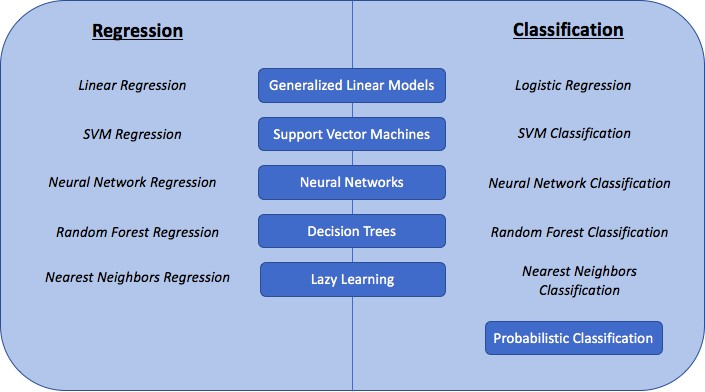 Regression
Classification
Linear Regression
Generalized Linear Models
Logistic Regression
SVM Regression
Support Vector Machines
SVM Classification
Neural Network Regression
Neural Networks
Neural Network Classification
Random Forest Regression
Decision Trees
Random Forest Classification
Nearest Neighbors Regression
Lazy Learning
Nearest Neighbors
Classification
Probabilistic Classification